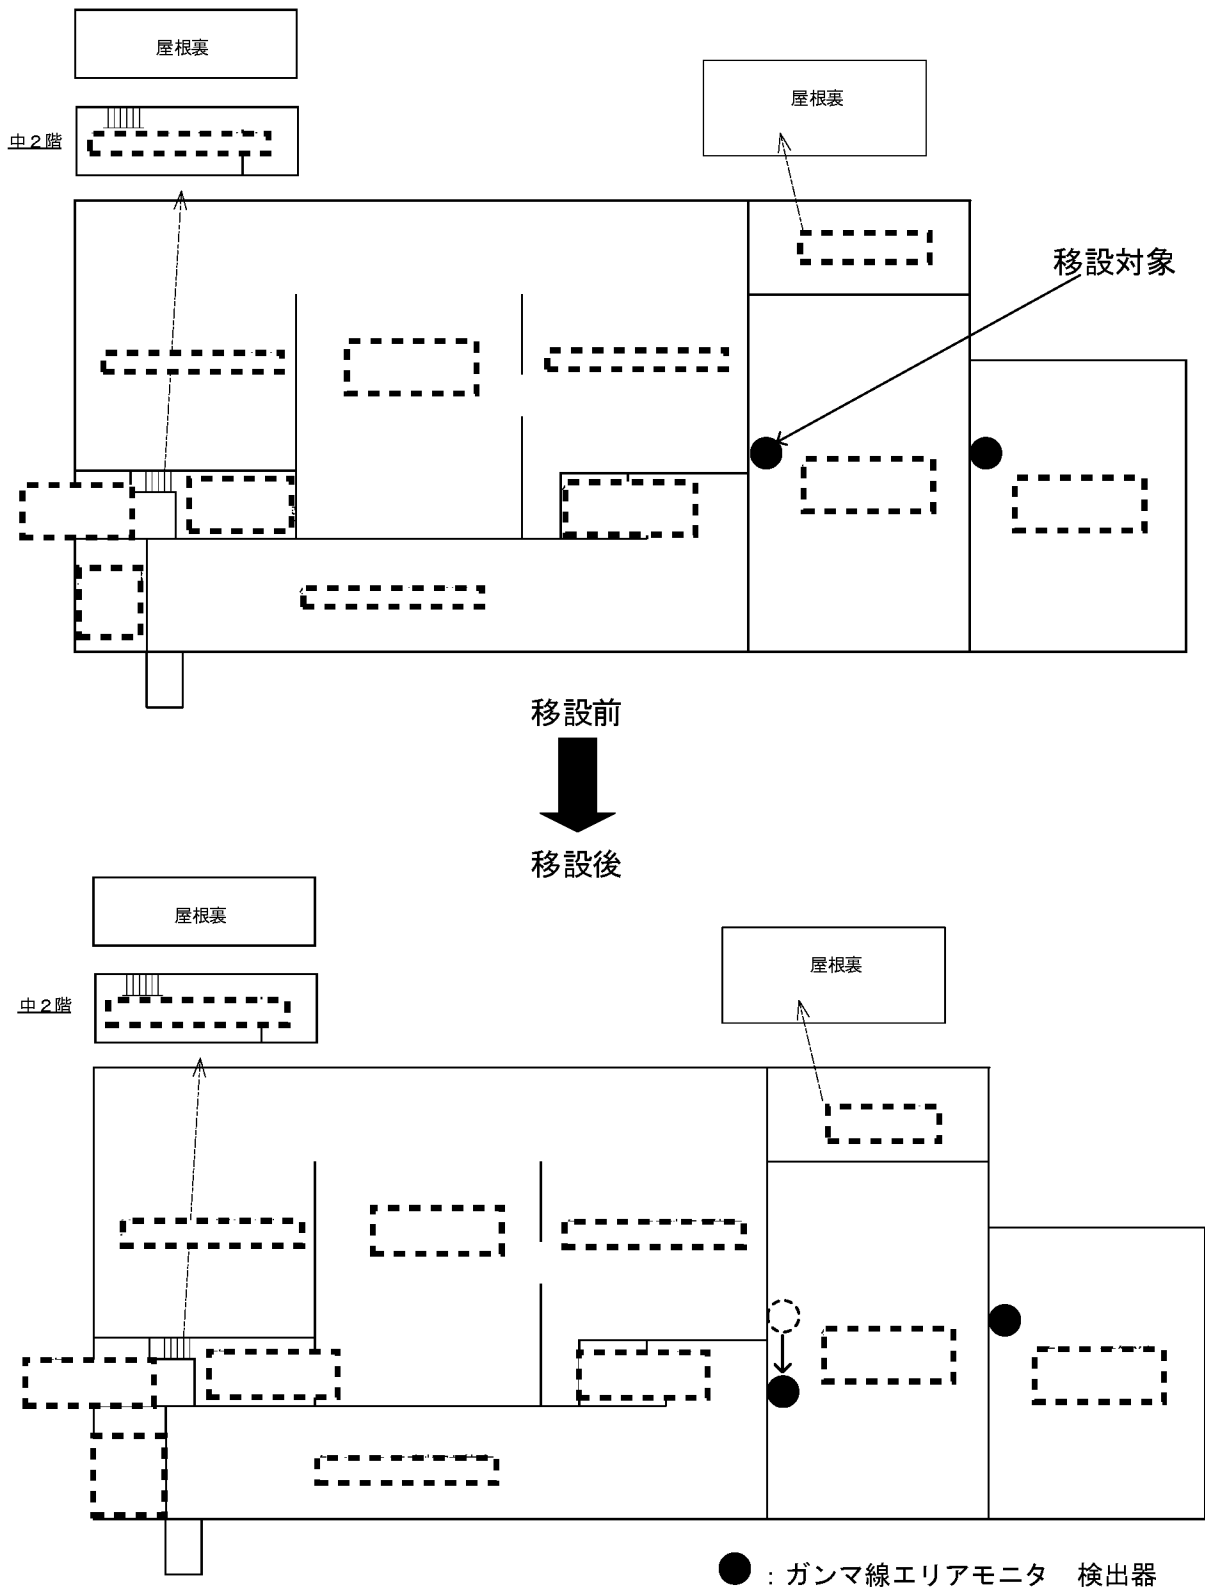 屋根裏
屋根裏
中2階
移設対象
移設前
移設後
屋根裏
屋根裏
中2階
：ガンマ線エリアモニタ　検出器